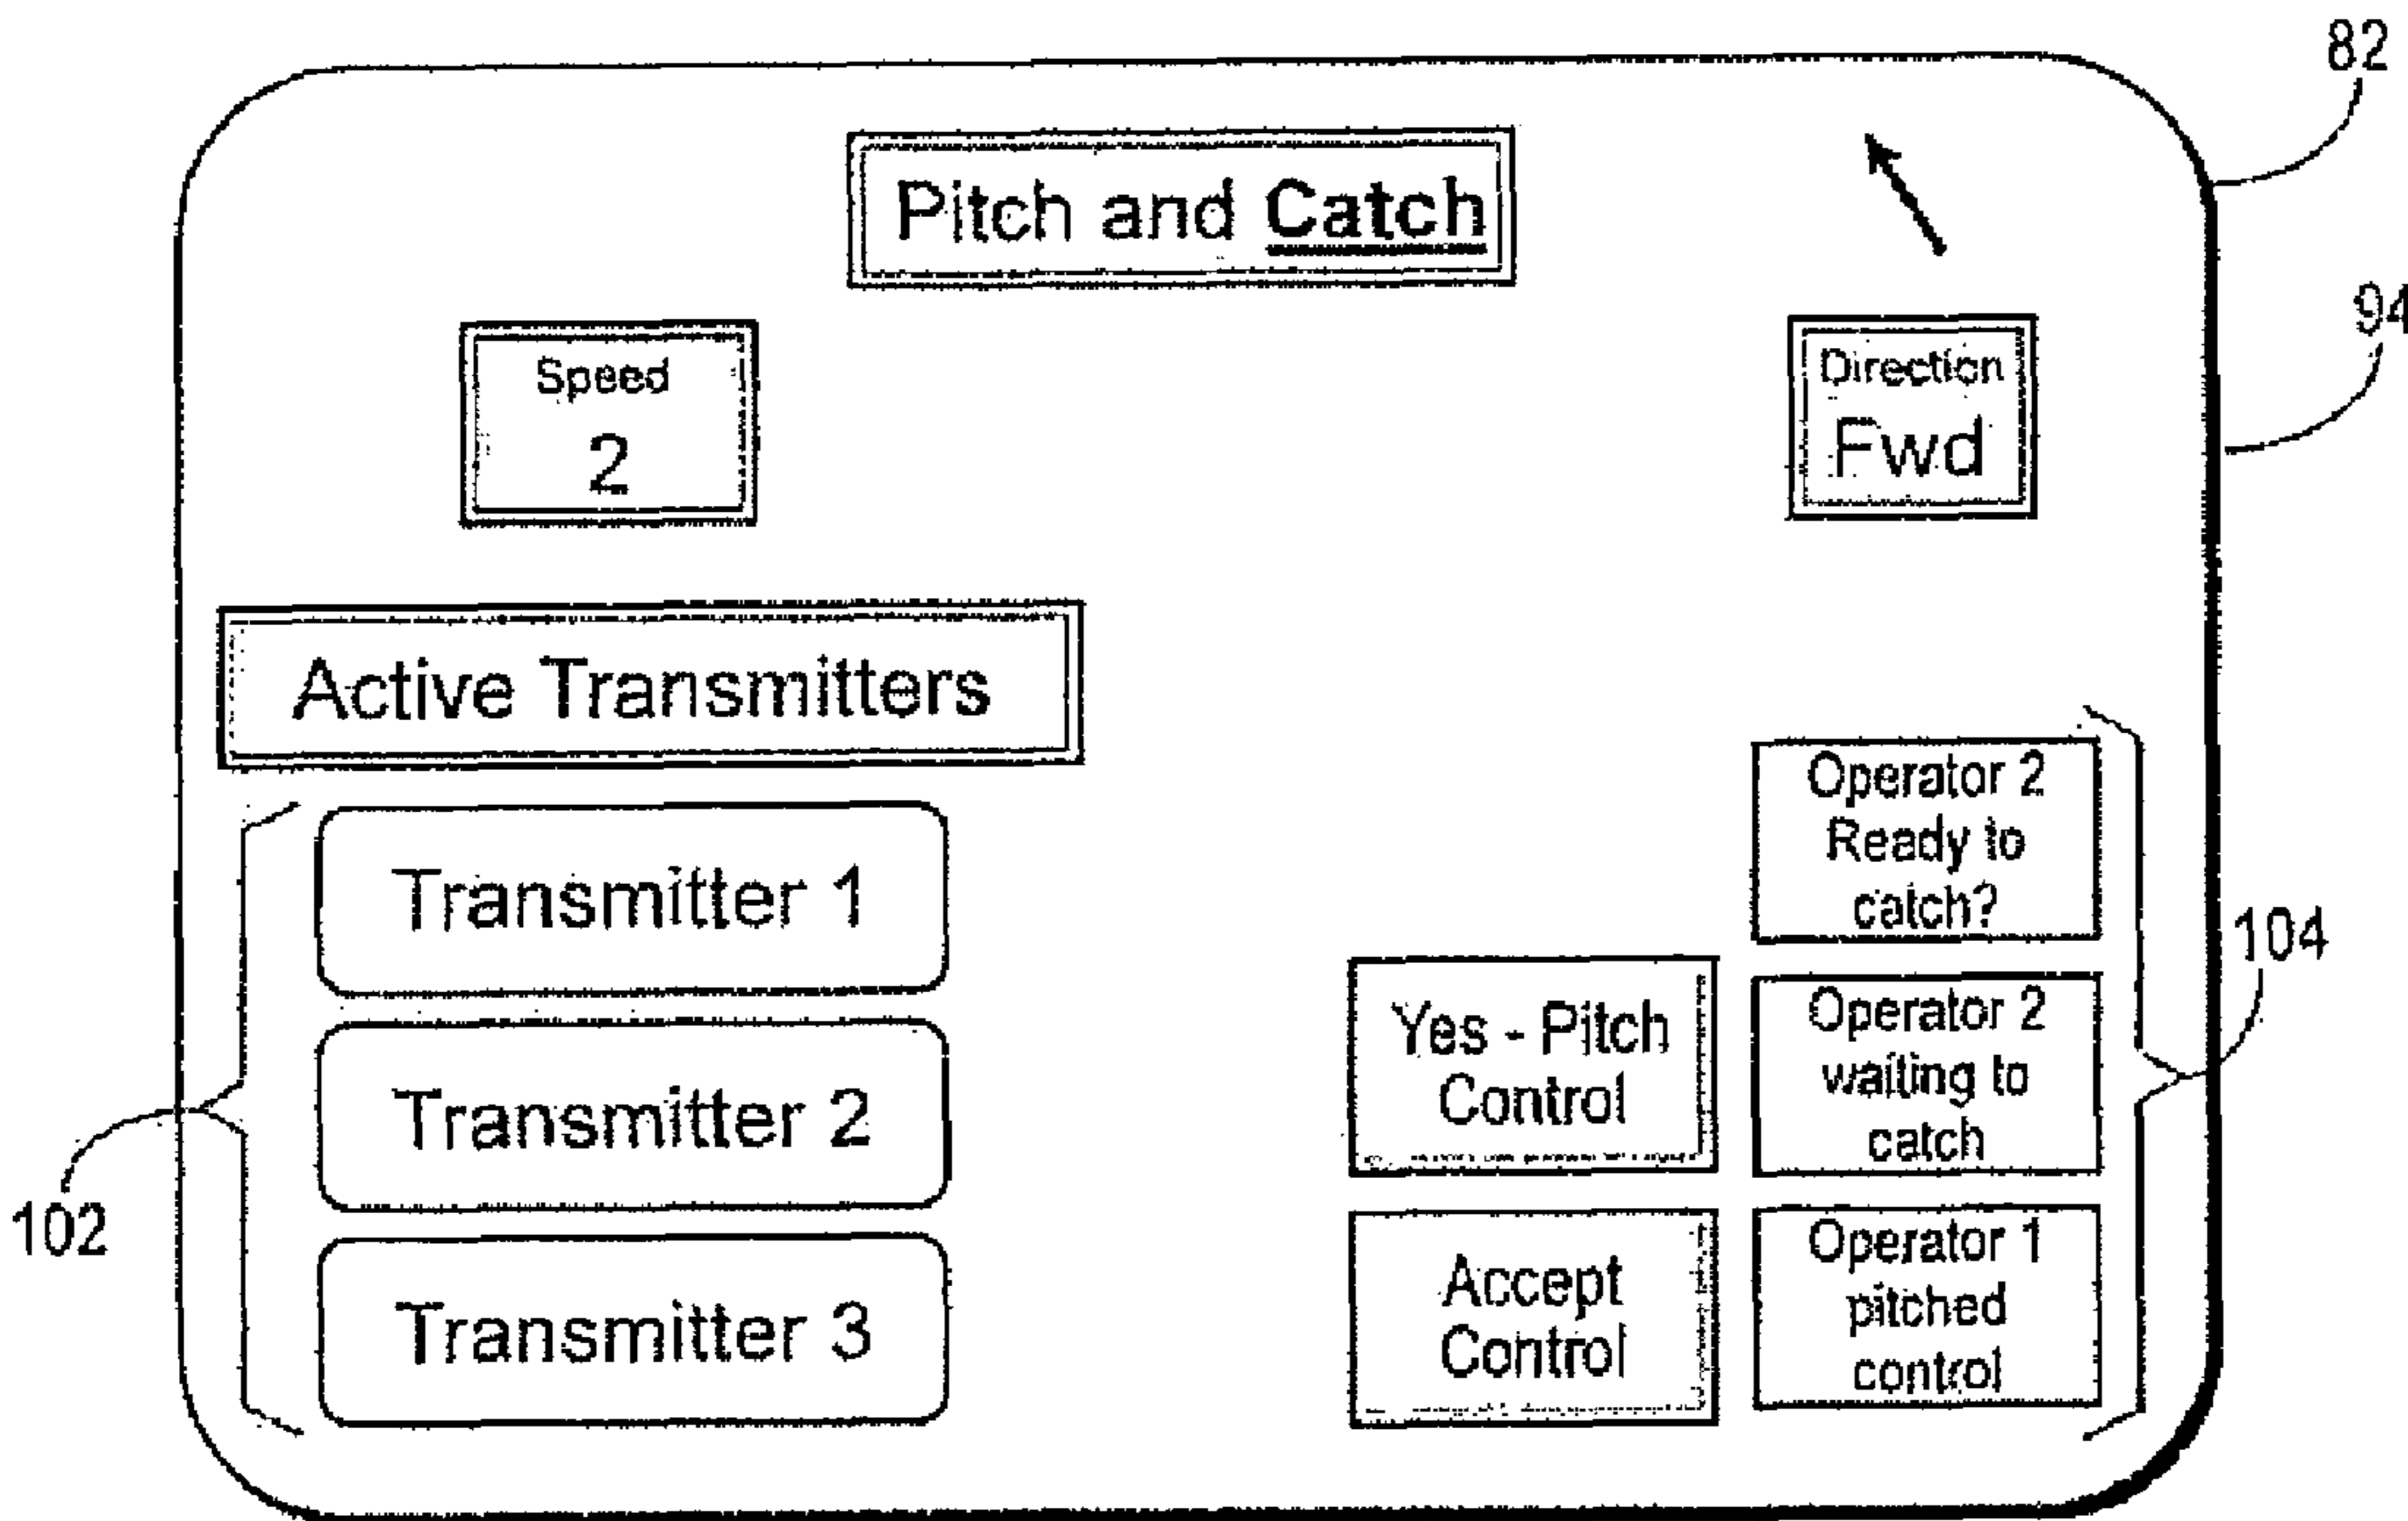 82
Pitch and Catch
94
Speed
2
Direction
Fwd
Active Transmitters
Transmitter 1
Transmitter 2
Transmitter 3
102
Yes - Pitch
Control
Accept
Control
Operator 2
Ready to
catch?
Operator 2
waiting to
catch
Operator 1
pitched
control
104